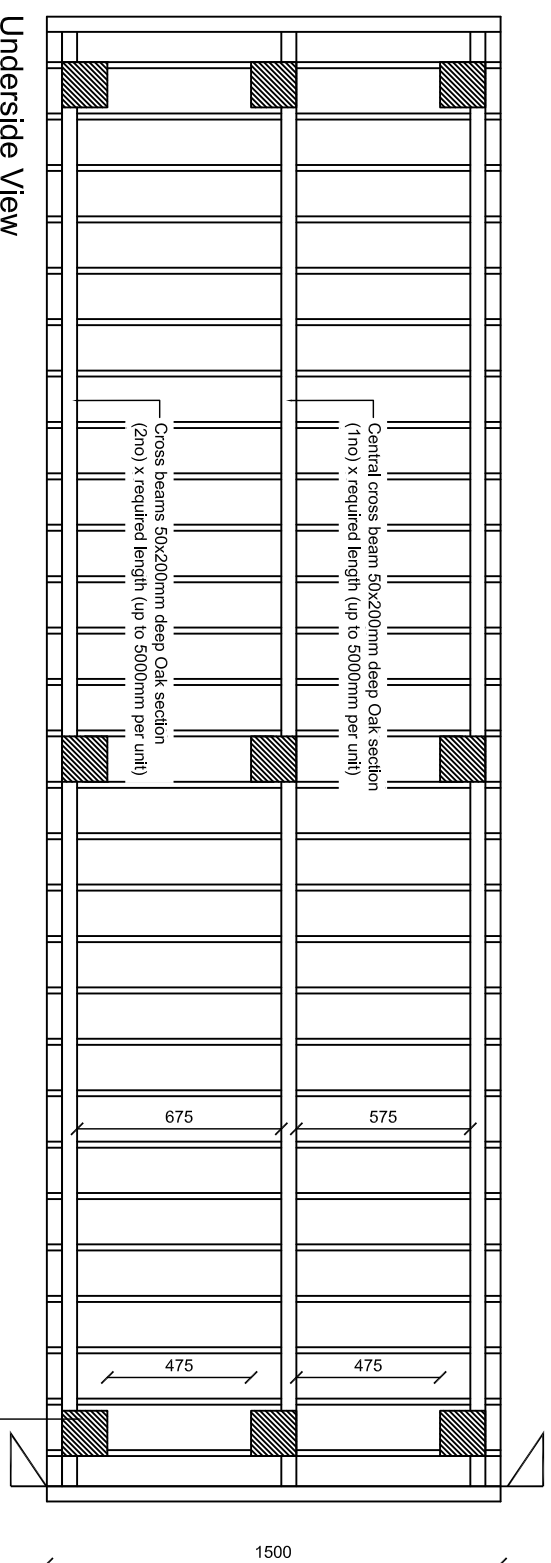 Underside View
Central cross beam 50x200mm deep Oak section
(1no) x required length (up to 5000mm per unit)
Cross beams 50x200mm deep Oak section
(2no) x required length (up to 5000mm per unit)
675
575
475
475
1500